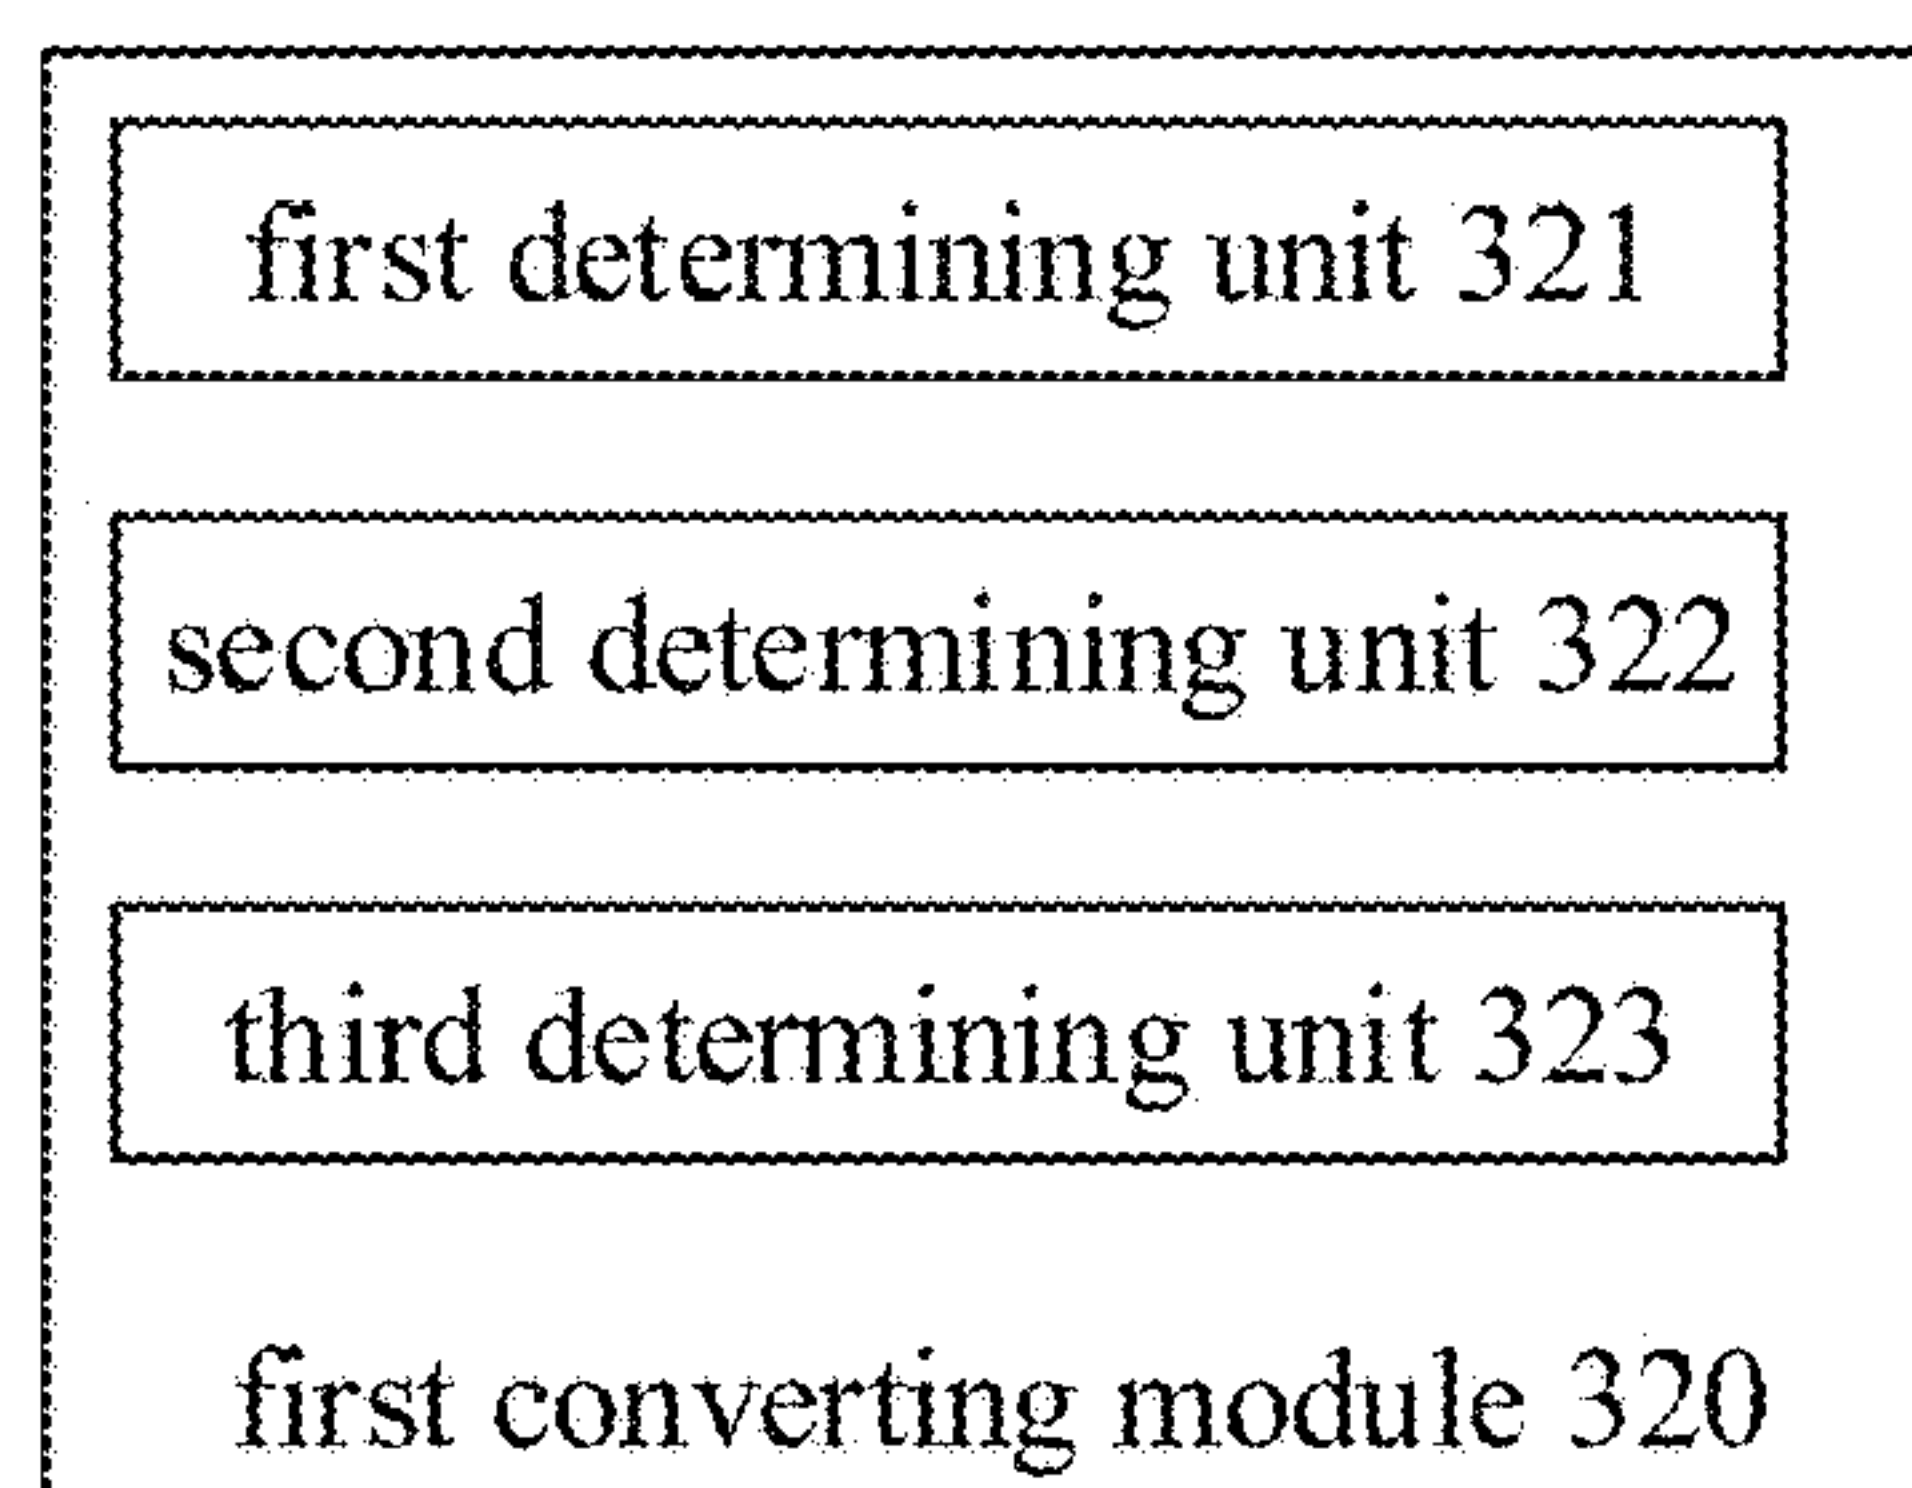 first determining unit 321
second determining unit 322
third determining unit 323
first converting module 320